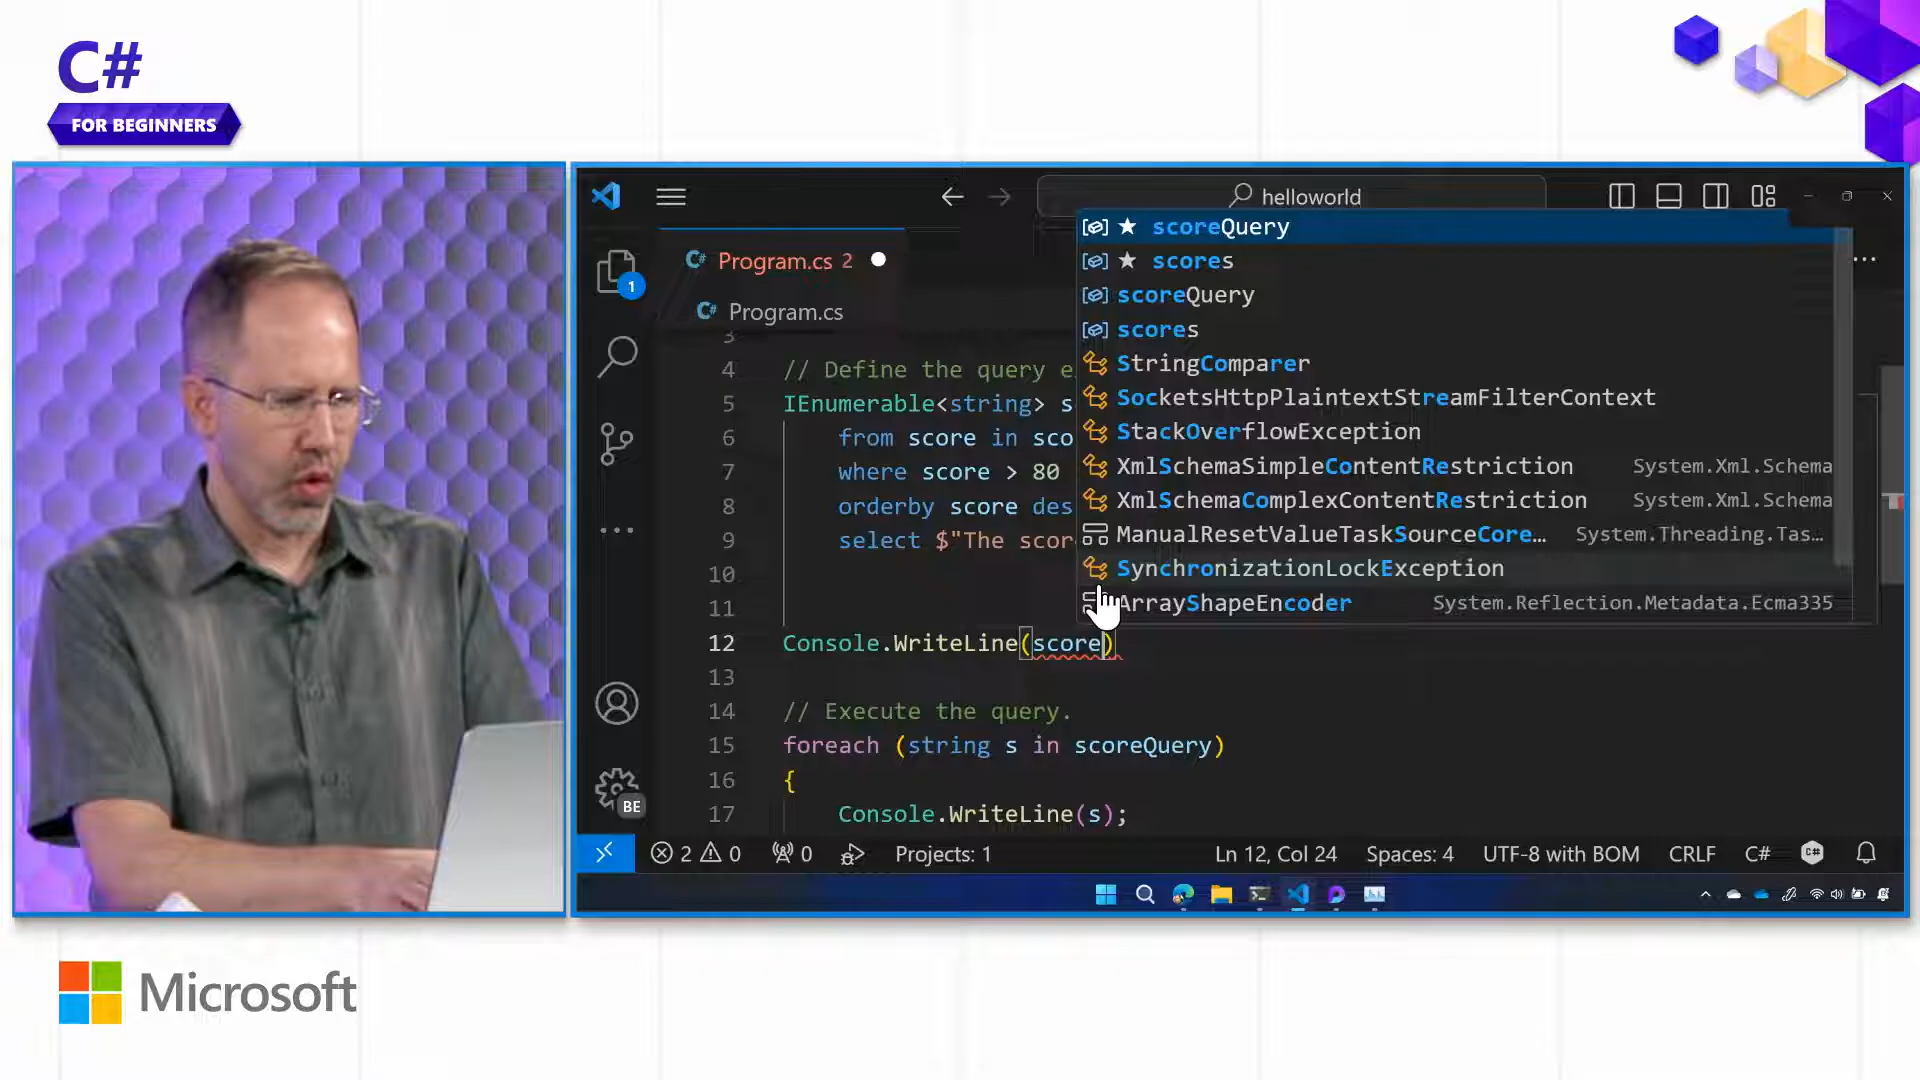 C#
FOR BEGINNERS
helloworld
Program.cs 2
Program.cs
3
4 // Define the query e
5 IEnumerable<string> s
6 from score in sco
7 where score > 80
8 orderby score des
9 select $"The scor
10
11
12 Console.WriteLine(score)
13
14 // Execute the query.
15 foreach (string s in scoreQuery)
16 {
17 Console.WriteLine(s);
★ scoreQuery
★ scores
scoreQuery
scores
StringComparer
SocketsHttpPlaintextStreamFilterContext
StackOverflowException
XmlSchemaSimpleContentRestriction System.Xml.Schema
XmlSchemaComplexContentRestriction System.Xml.Schema
ManualResetValueTaskSourceCore… System.Threading.Tas…
SynchronizationLockException
ArrayShapeEncoder System.Reflection.Metadata.Ecma335
1
BE
2 0 0 Projects: 1 Ln 12, Col 24 Spaces: 4 UTF-8 with BOM CRLF C#
Microsoft